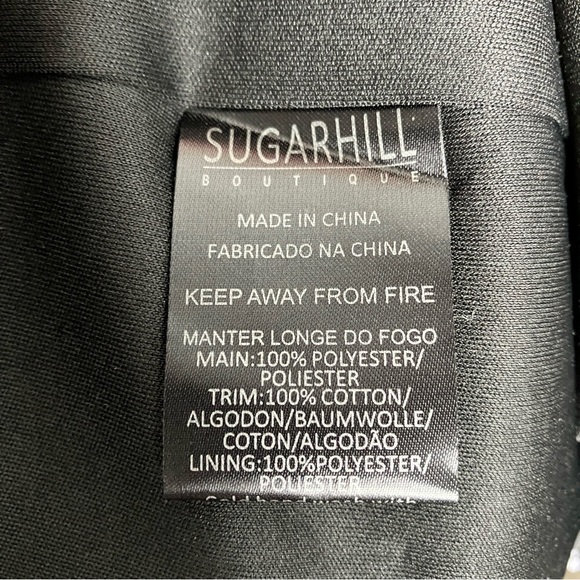 SUGARHILL
BOUTIQUE
MADE IN CHINA
FABRICADO NA CHINA
KEEP AWAY FROM FIRE
MANTER LONGE DO FOGO
MAIN:100% POLYESTER/
POLIESTER
TRIM:100% COTTON/
ALGODON/BAUMWOLLE/
COTON/ALGODÃO
LINING:100%POLYESTER/
POLIESTER